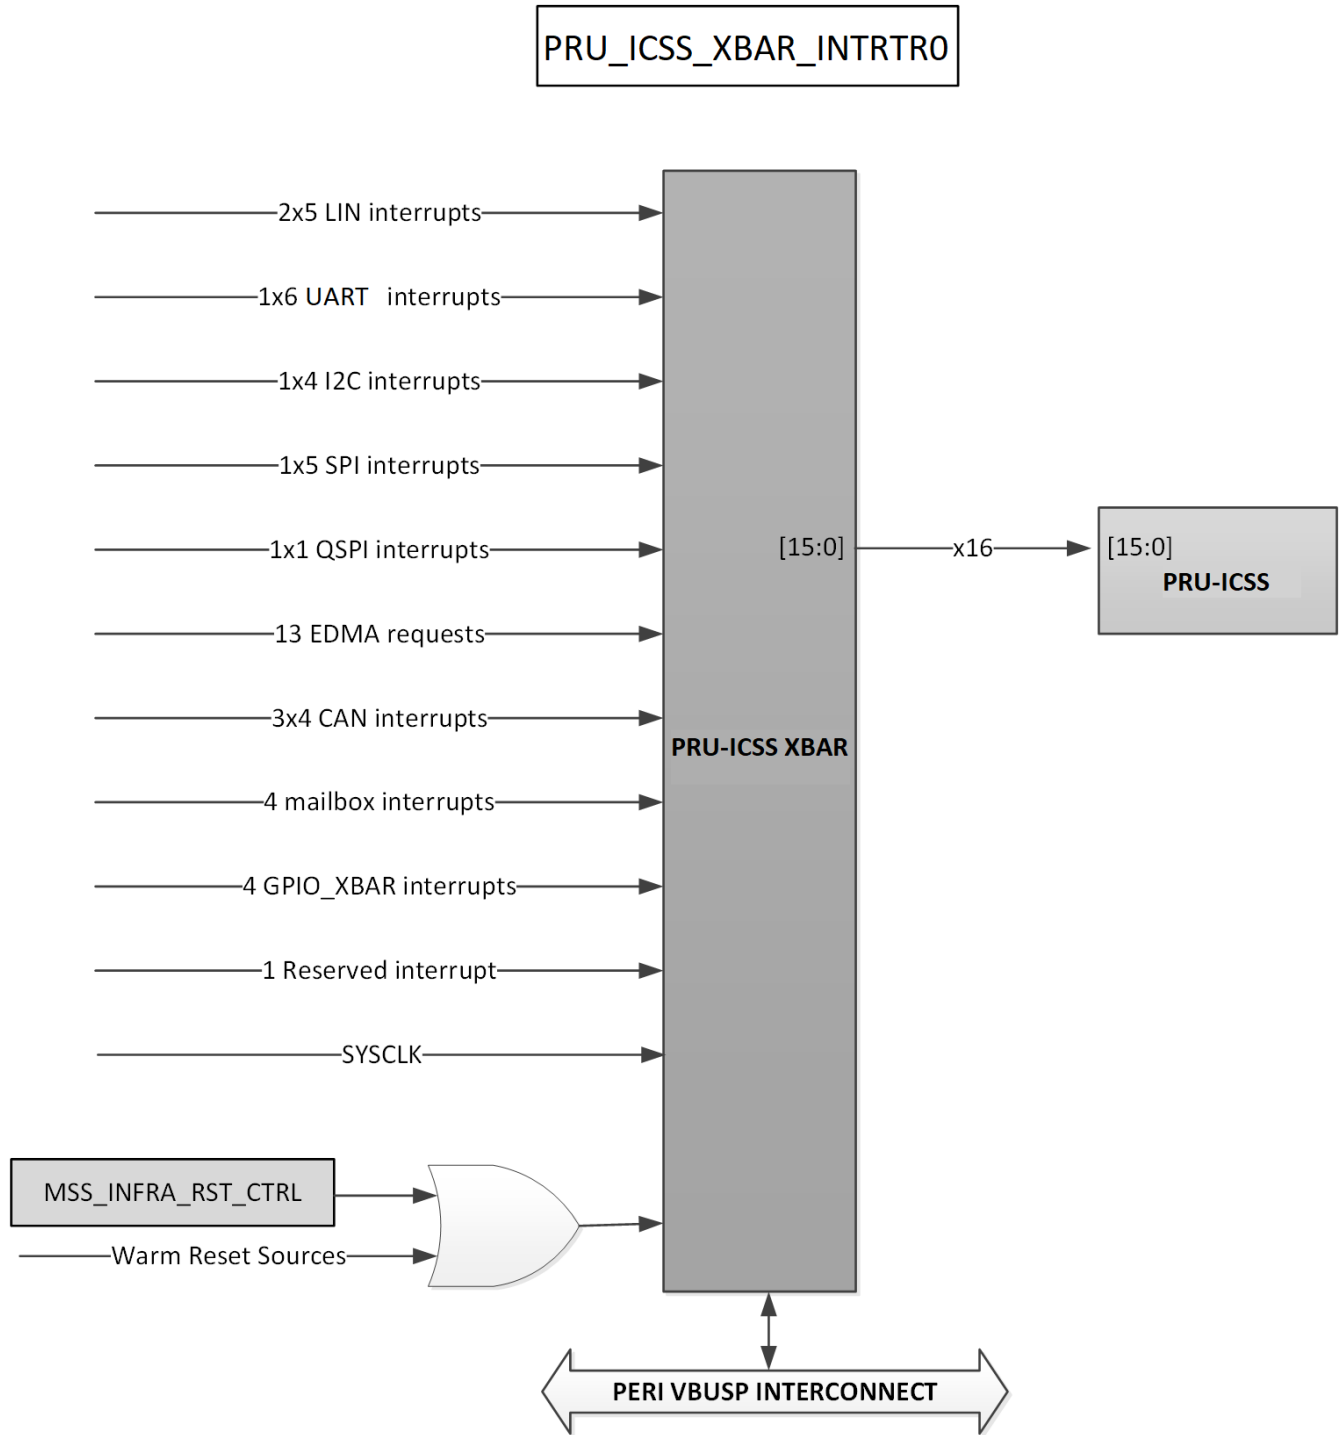 PRU_ICSS_XBAR_INTRTR0
2x5 LIN interrupts
1x6 UART interrupts
1x4 I2C interrupts
1x5 SPI interrupts
1x1 QSPI interrupts
[15:0]
x16
[15:0]
PRU-ICSS
13 EDMA requests
3x4 CAN interrupts
PRU-ICSS XBAR
4 mailbox interrupts
4 GPIO_XBAR interrupts
1 Reserved interrupt
SYSCLK
MSS_INFRA_RST_CTRL
Warm Reset Sources
PERI VBUSP INTERCONNECT